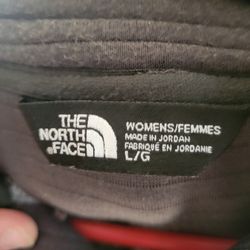 THE
NORTH
FACE
WOMENS/FEMMES
MADE IN JORDAN
FABRIQUÉ EN JORDANIE
L/G